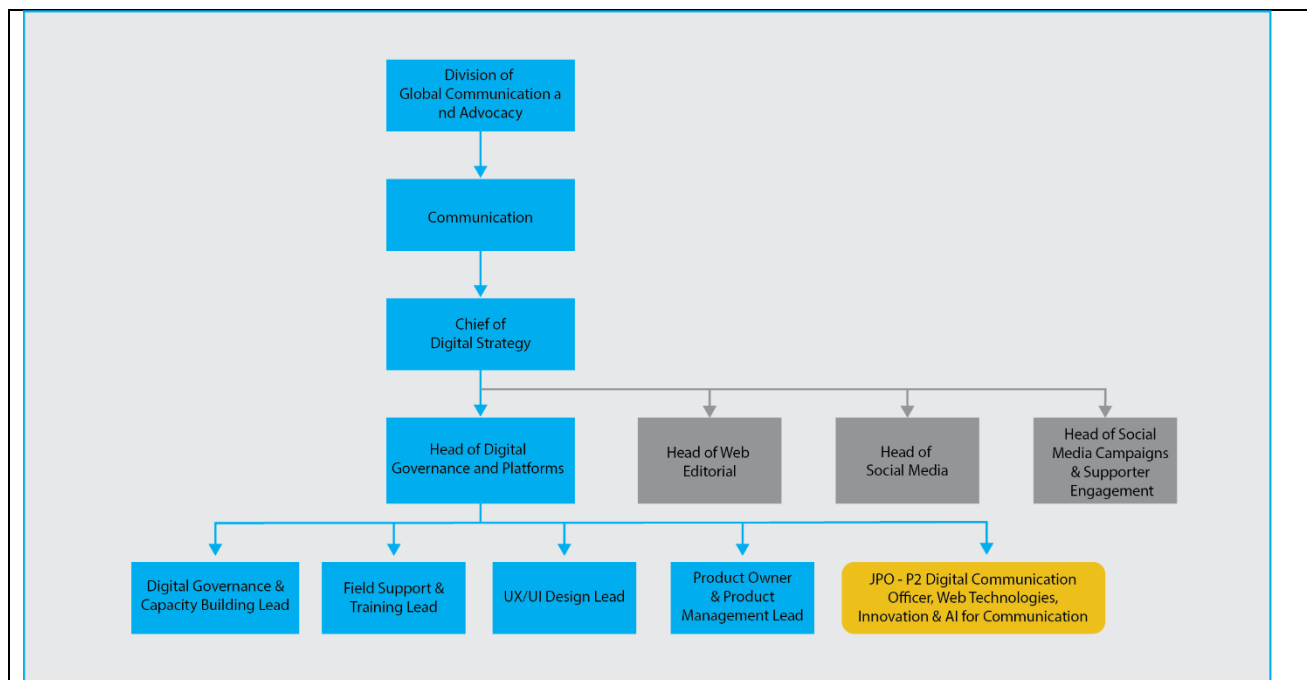 Division of
Global Communication a
nd Advocacy
Communication
Chief of
Digital Strategy
Head of Digital
Governance and Platforms
Head of Web
Editorial
Head of
Social Media
Head of Social
Media Campaigns
& Supporter
Engagement
Digital Governance &
Capacity Building Lead
Field Support &
Training Lead
UX/UI Design Lead
Product Owner
& Product
Management Lead
JPO - P2 Digital Communication
Officer, Web Technologies,
Innovation & AI for Communication